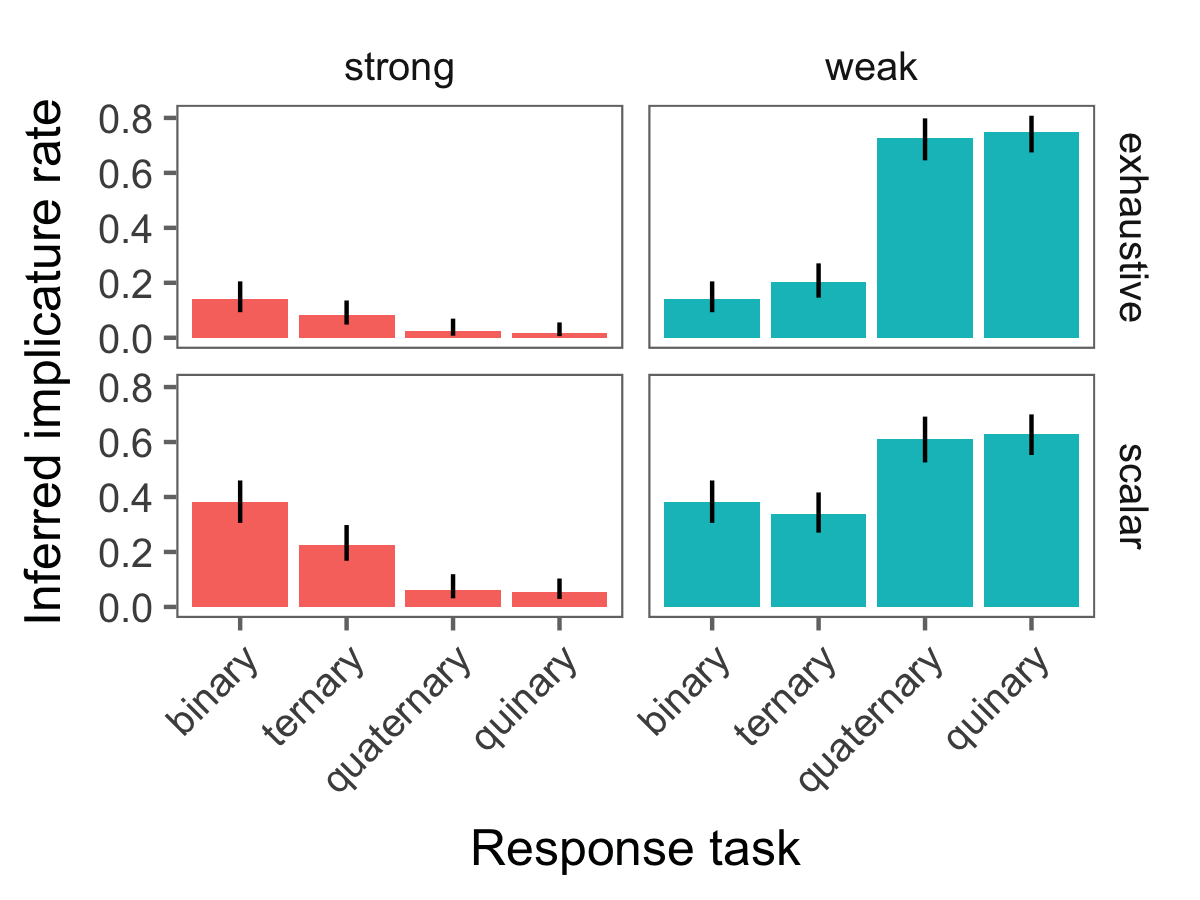 strong
weak
Inferred implicature rate
0.8
0.6
0.4
0.2
0.0
exhaustive
0.8
0.6
0.4
0.2
0.0
scalar
binary
ternary
quaternary
quinary
binary
ternary
quaternary
quinary
Response task